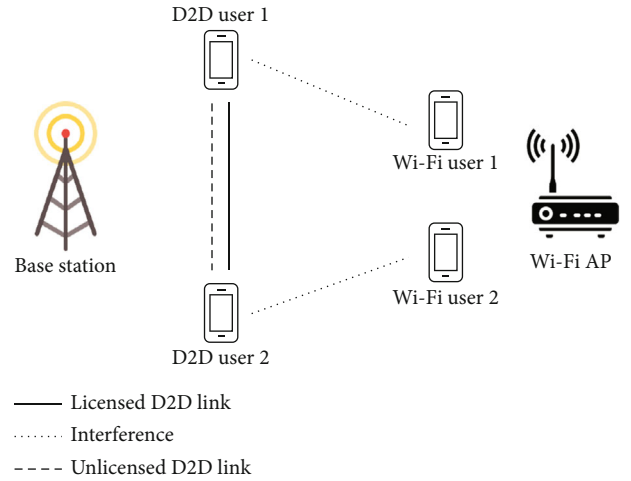 D2D user 1
Wi-Fi user 1
Base station
Wi-Fi AP
Wi-Fi user 2
D2D user 2
Licensed D2D link
Interference
Unlicensed D2D link